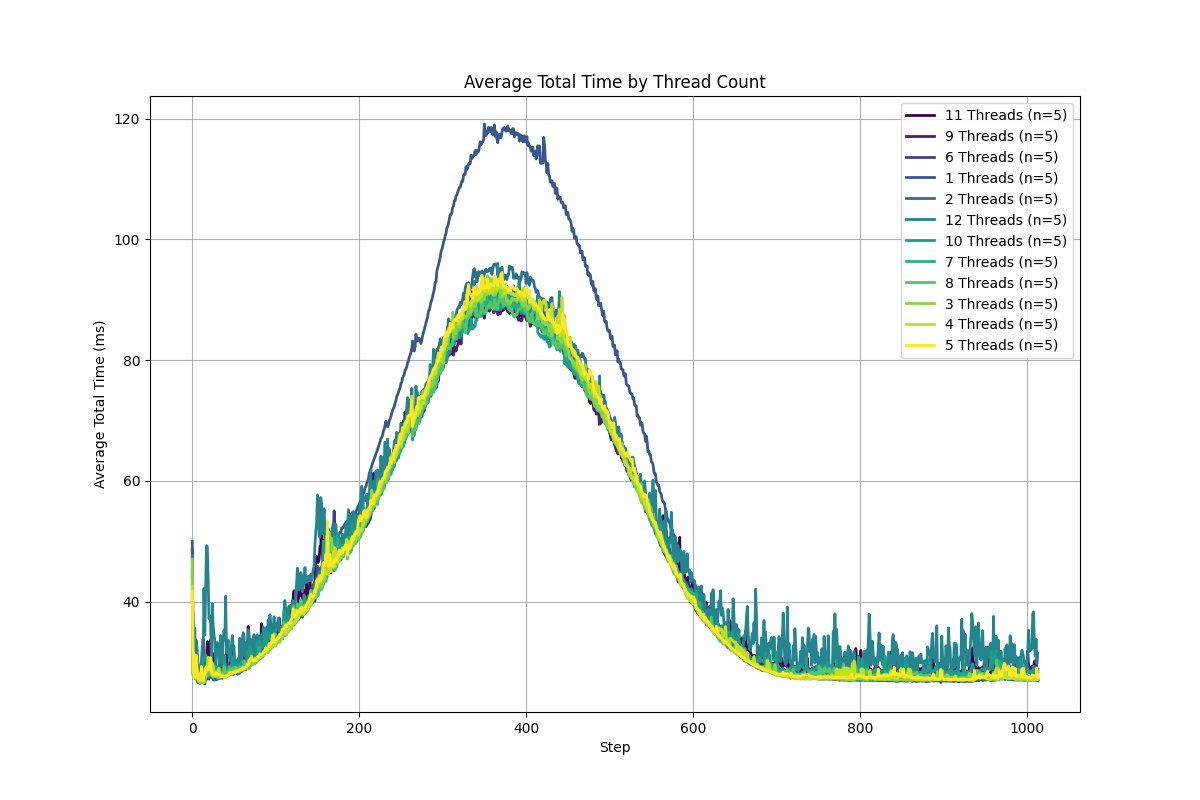 Average Total Time by Thread Count
120
100
80
60
40
Average Total Time (ms)
11 Threads (n=5)
9 Threads (n=5)
6 Threads (n=5)
1 Threads (n=5)
2 Threads (n=5)
12 Threads (n=5)
10 Threads (n=5)
7 Threads (n=5)
8 Threads (n=5)
3 Threads (n=5)
4 Threads (n=5)
5 Threads (n=5)
0 200 400 600 800 1000
Step